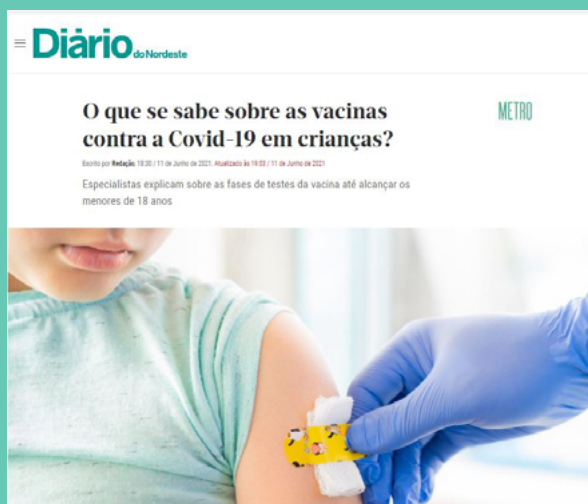 Diário do Nordeste
METRO
O que se sabe sobre as vacinas
contra a Covid-19 em crianças?
Escrito por Redação, 18:30 / 11 de Junho de 2021. Atualizado às 19:03 / 11 de Junho de 2021
Especialistas explicam sobre as fases de testes da vacina até alcançar os
menores de 18 anos